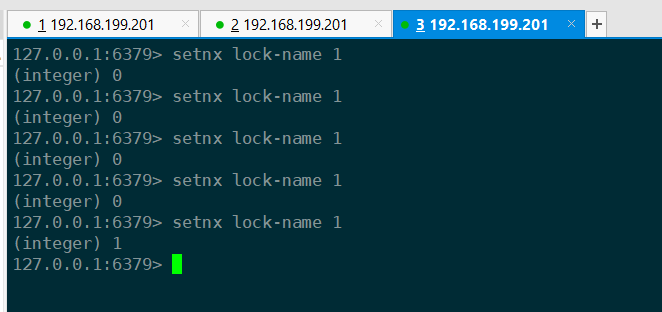 1 192.168.199.201 × 2 192.168.199.201 × 3 192.168.199.201 × +
127.0.0.1:6379> setnx lock-name 1
(integer) 0
127.0.0.1:6379> setnx lock-name 1
(integer) 0
127.0.0.1:6379> setnx lock-name 1
(integer) 0
127.0.0.1:6379> setnx lock-name 1
(integer) 0
127.0.0.1:6379> setnx lock-name 1
(integer) 1
127.0.0.1:6379>